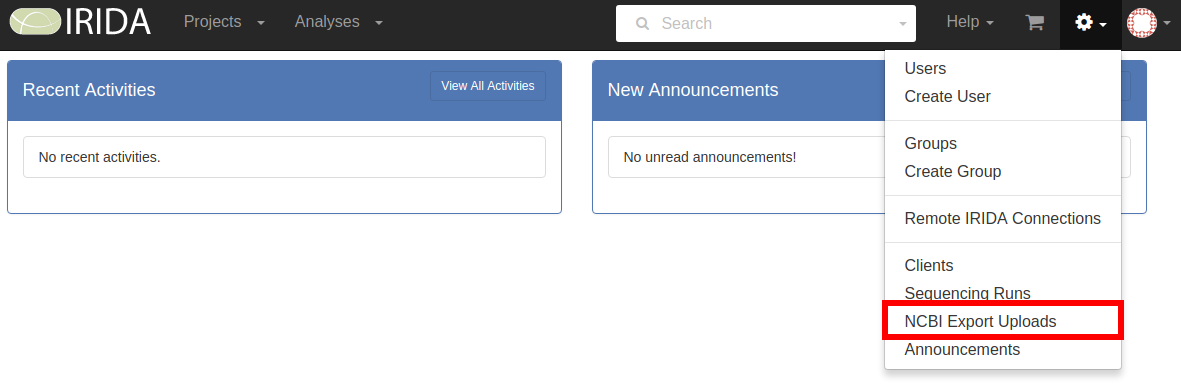 IRIDA Projects Analyses Search Help
Recent Activities View All Activities New Announcements
No recent activities. No unread announcements!
Users
Create User
Groups
Create Group
Remote IRIDA Connections
Clients
Sequencing Runs
NCBI Export Uploads
Announcements